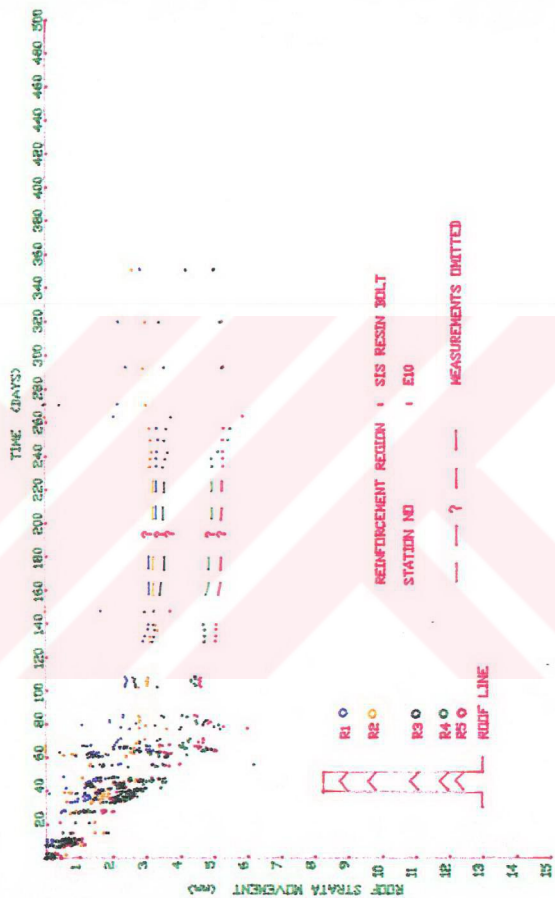 TIME (DAYS)
20 40 60 80 100 120 140 160 180 200 220 240 260 280 300 320 340 360 380 400 420 440 460 480 500
ROOF STRATA MOVEMENT
1
2
3
4
5
6
7
8
9
10
11
12
13
14
15
? ?
? ? ?
REINFORCEMENT REGION : SIS RESIN BOLT
STATION NO : E10
— — ? — — MEASUREMENTS OMITTED
R1
R2
R3
R4
R5
ROOF LINE